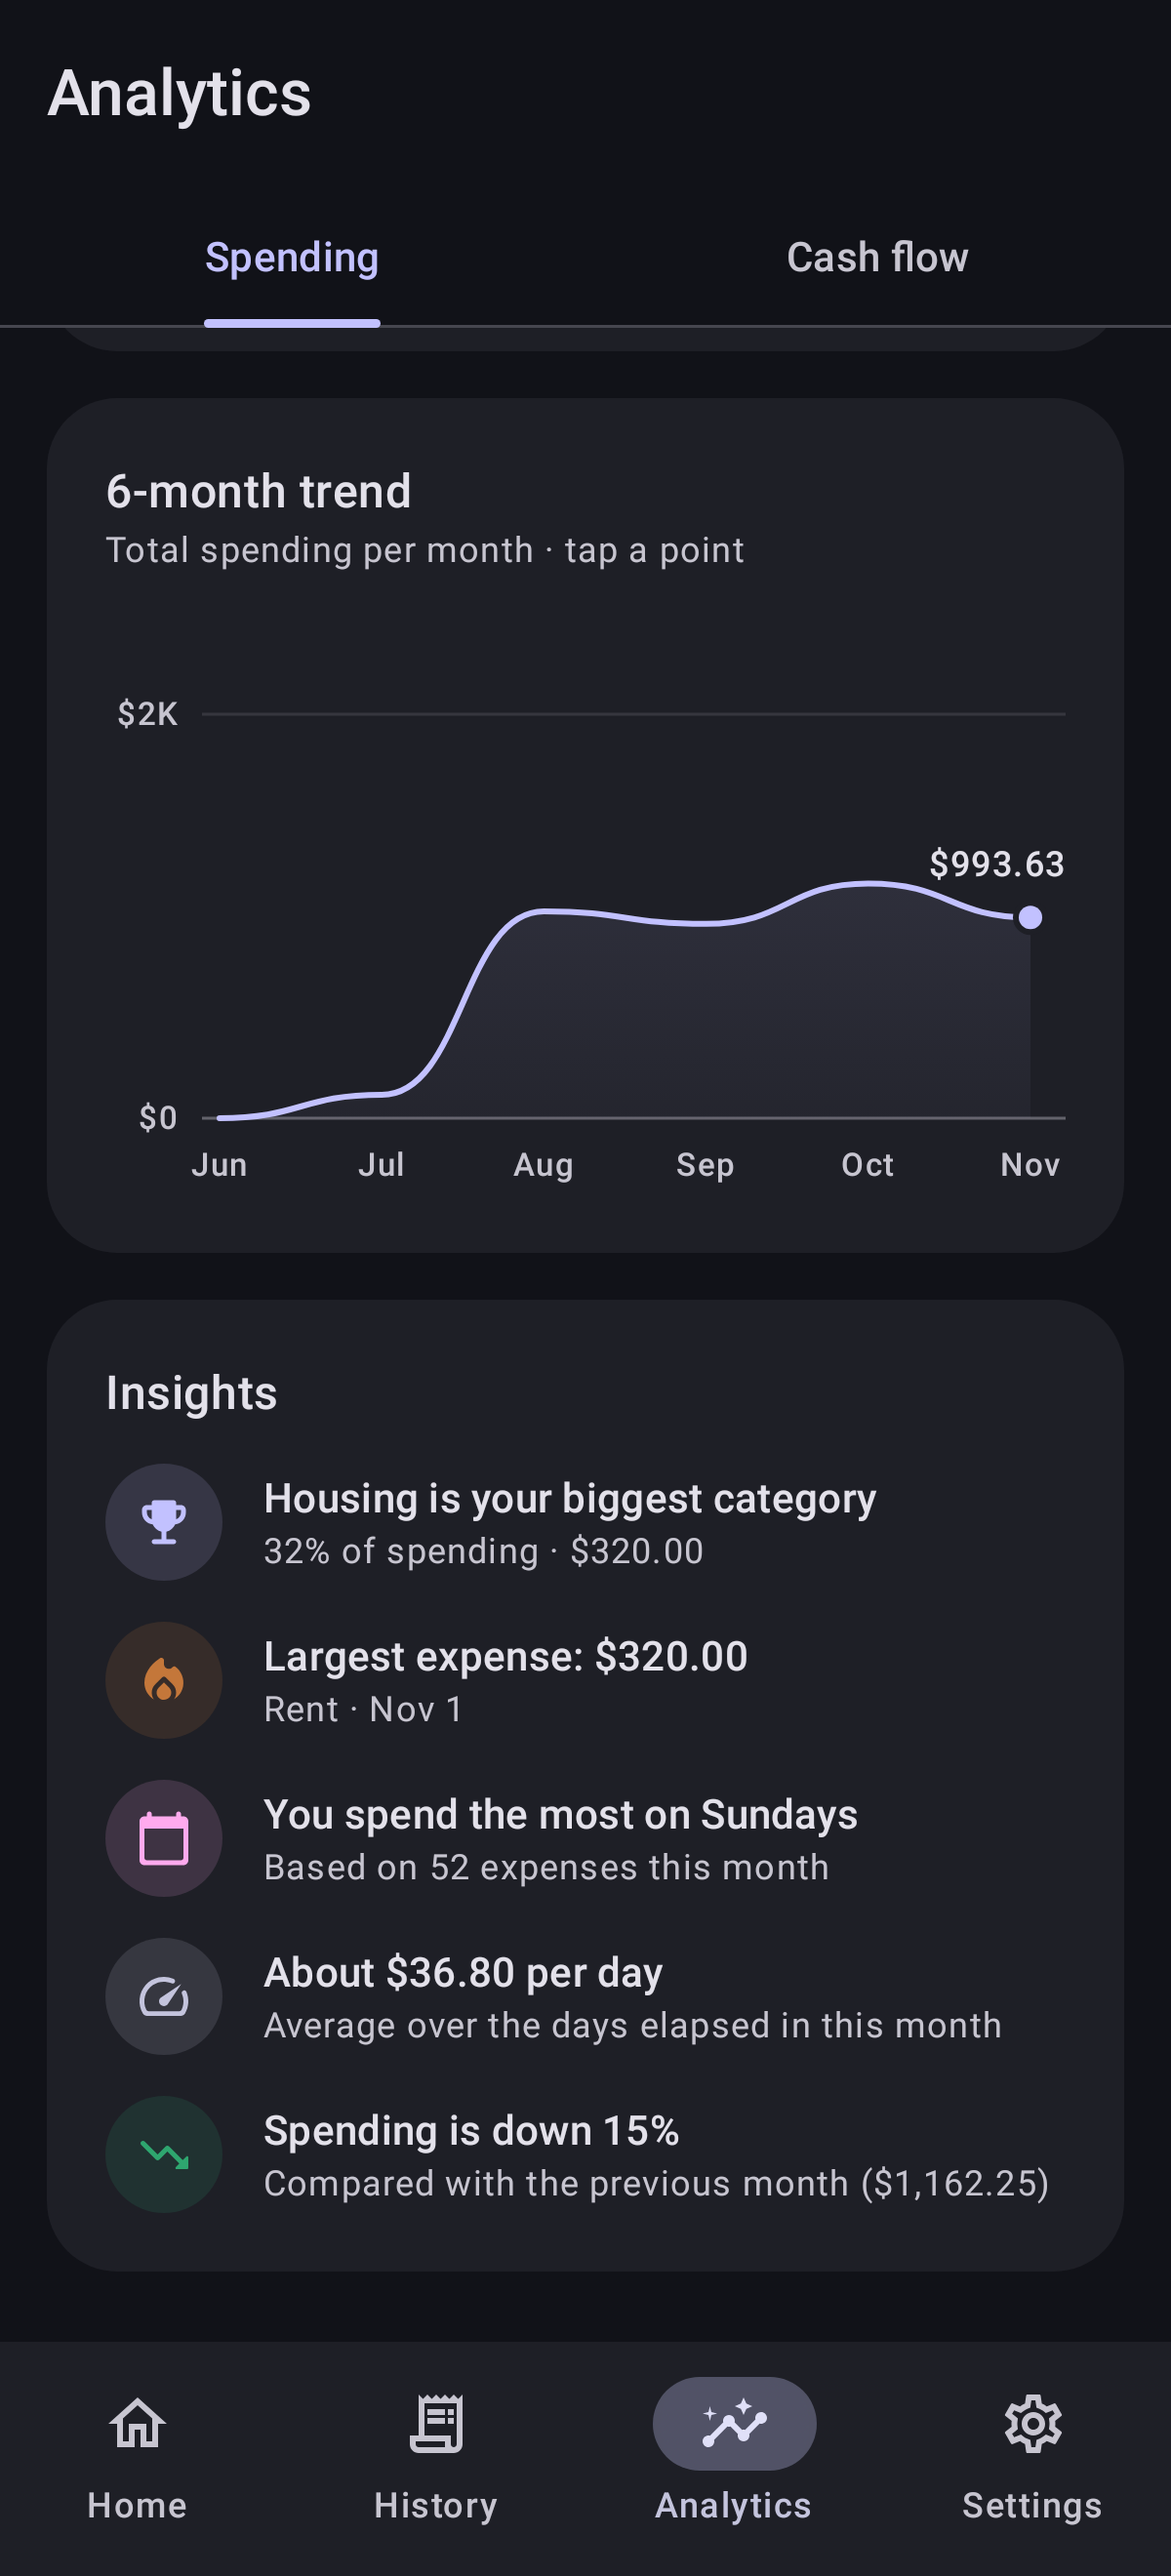 Analytics
Spending
Cash flow
6-month trend
Total spending per month · tap a point
$2K
$993.63
$0
Jun Jul Aug Sep Oct Nov
Insights
Housing is your biggest category
32% of spending · $320.00
Largest expense: $320.00
Rent · Nov 1
You spend the most on Sundays
Based on 52 expenses this month
About $36.80 per day
Average over the days elapsed in this month
Spending is down 15%
Compared with the previous month ($1,162.25)
Home History Analytics Settings